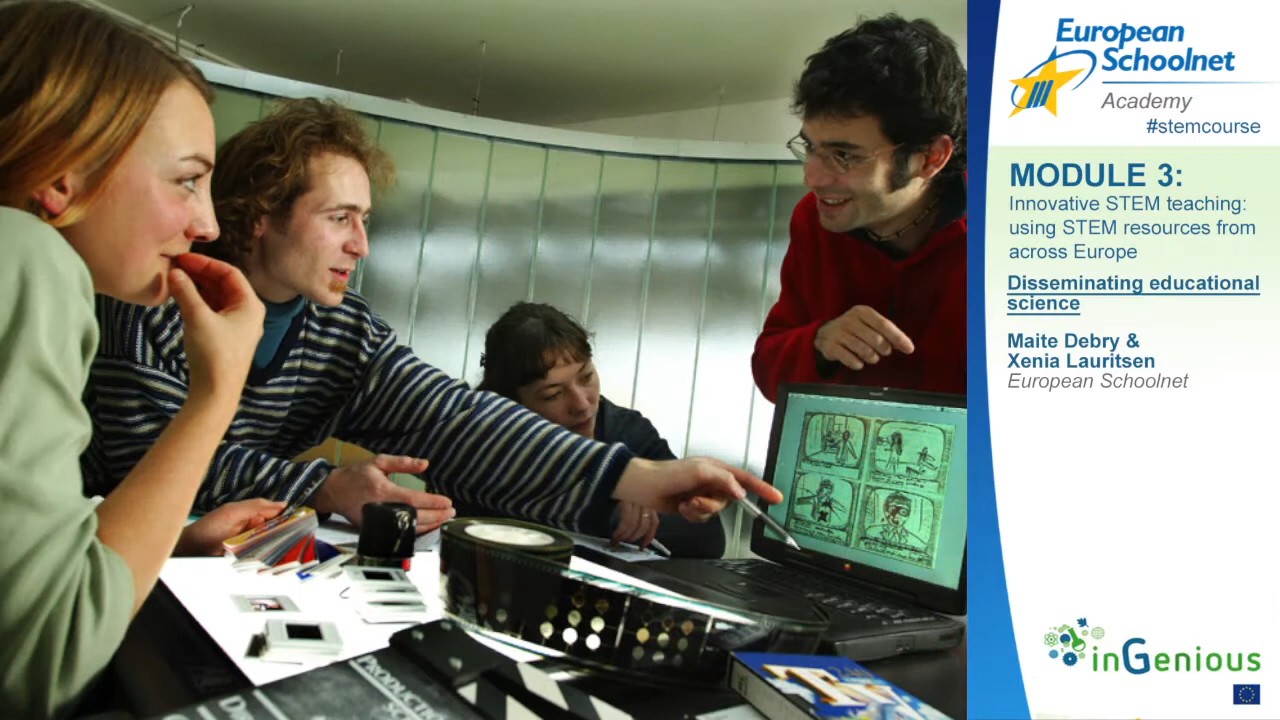 European
Schoolnet
Academy
#stemcourse
MODULE 3:
Innovative STEM teaching:
using STEM resources from
across Europe
Disseminating educational
science
Maite Debry &
Xenia Lauritsen
European Schoolnet
inGenious